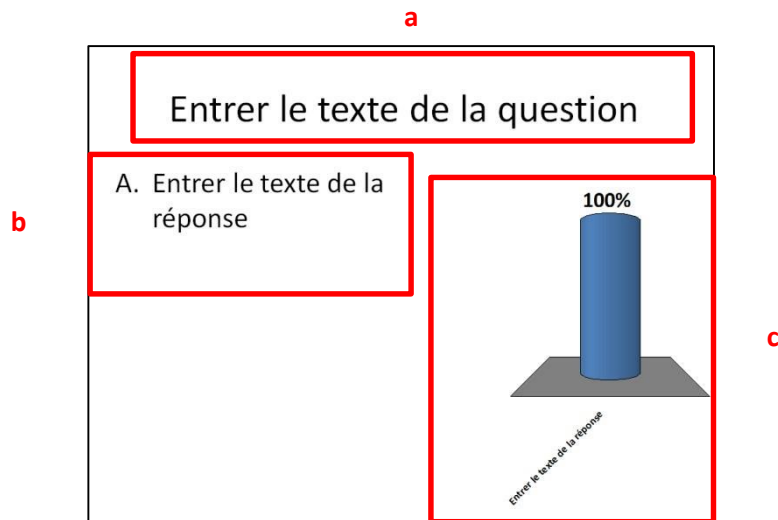 a
Entrer le texte de la question
A. Entrer le texte de la
réponse
b
100%
c
Entrer le texte de la réponse